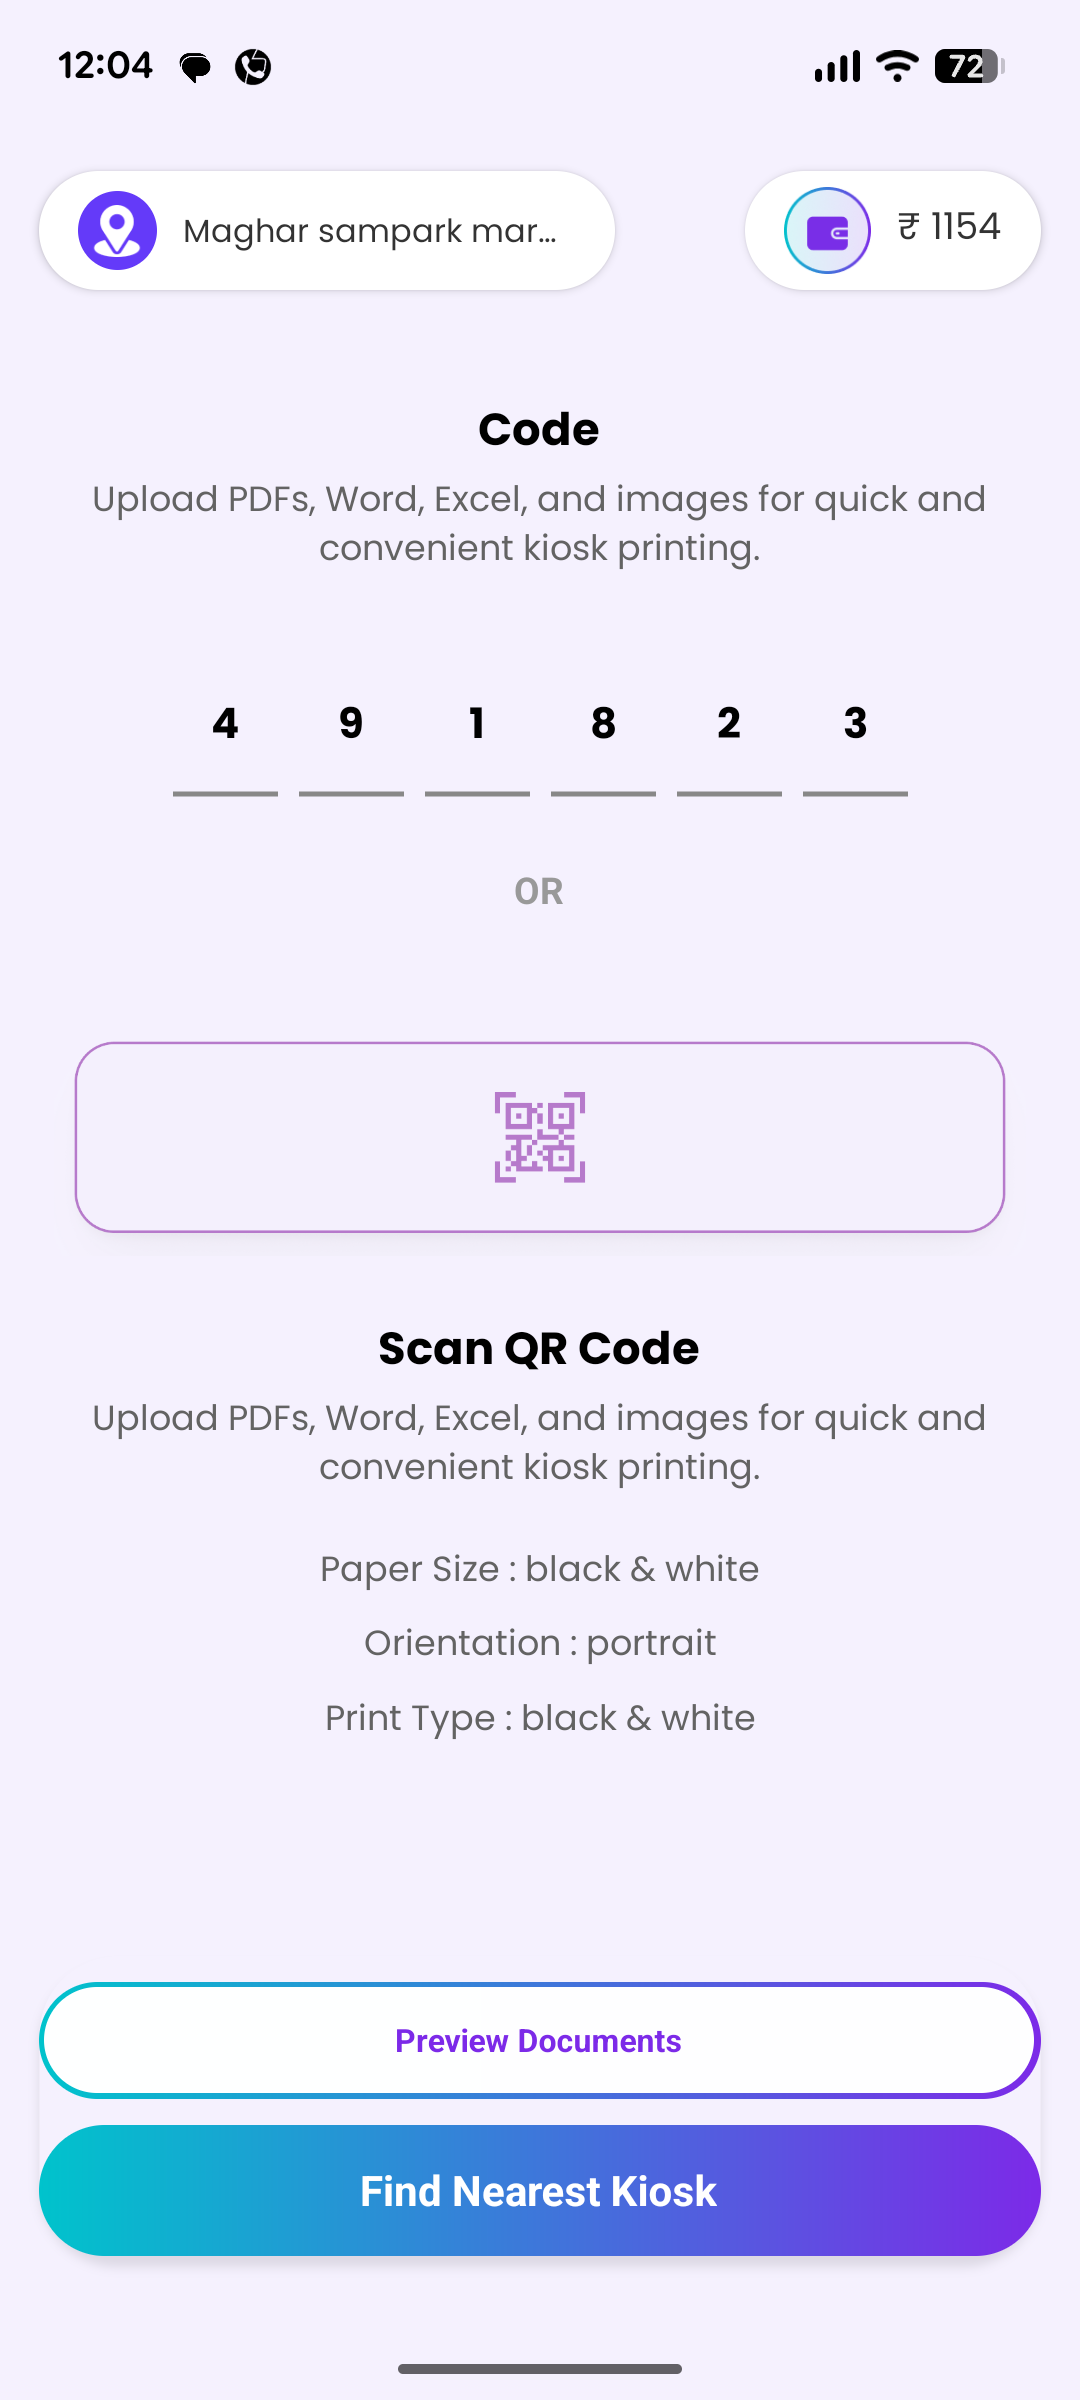 12:04
72
Maghar sampark mar...
₹ 1154
Code
Upload PDFs, Word, Excel, and images for quick and
convenient kiosk printing.
4 9 1 8 2 3
OR
Scan QR Code
Upload PDFs, Word, Excel, and images for quick and
convenient kiosk printing.
Paper Size : black & white
Orientation : portrait
Print Type : black & white
Preview Documents
Find Nearest Kiosk